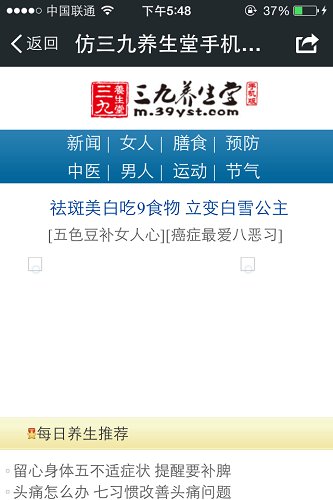 中国联通 下午5:48 37%
返回 仿三九养生堂手机...
三九 養生堂 三九养生堂 手机版
m.39yst.com
新闻 | 女人 | 膳食 | 预防
中医 | 男人 | 运动 | 节气
祛斑美白吃9食物 立变白雪公主
[五色豆补女人心][癌症最爱八恶习]
每日养生推荐
留心身体五不适症状 提醒要补脾
头痛怎么办 七习惯改善头痛问题